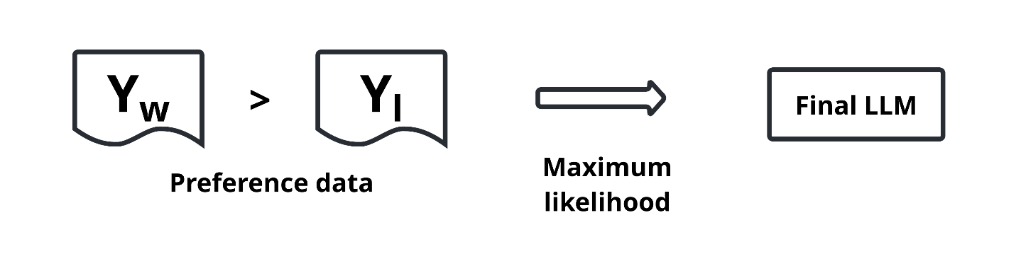 Yw > Yl
Final LLM
Preference data
Maximum
likelihood